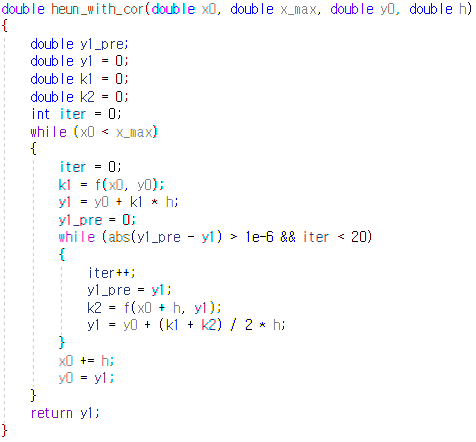 double heun_with_cor(double x0, double x_max, double y0, double h)
{
    double y1_pre;
    double y1 = 0;
    double k1 = 0;
    double k2 = 0;
    int iter = 0;
    while (x0 < x_max)
    {
        iter = 0;
        k1 = f(x0, y0);
        y1 = y0 + k1 * h;
        y1_pre = 0;
        while (abs(y1_pre - y1) > 1e-6 && iter < 20)
        {
            iter++;
            y1_pre = y1;
            k2 = f(x0 + h, y1);
            y1 = y0 + (k1 + k2) / 2 * h;
        }
        x0 += h;
        y0 = y1;
    }
    return y1;
}